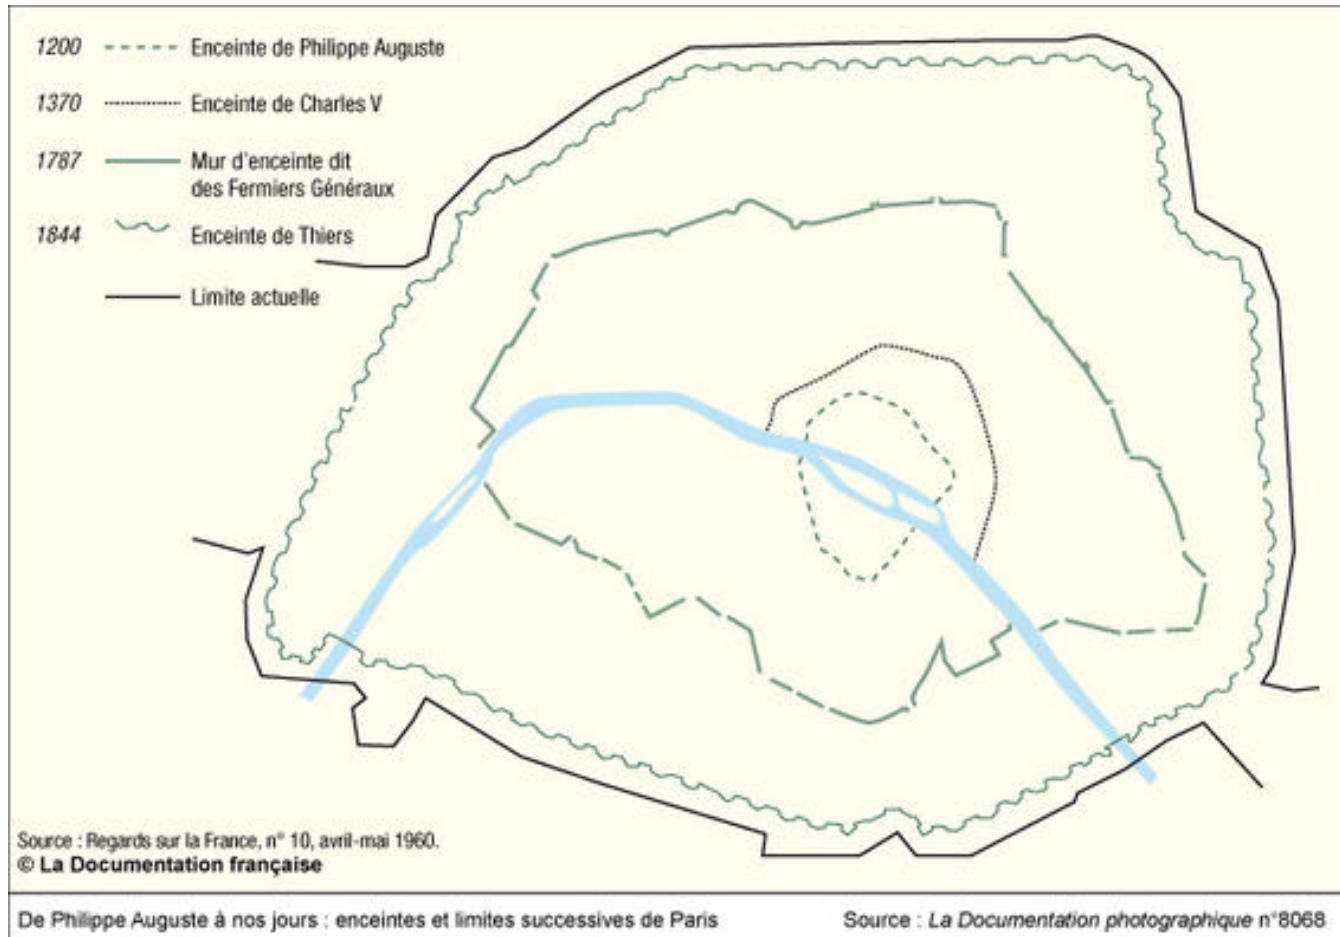 1200 Enceinte de Philippe Auguste
1370 Enceinte de Charles V
1787 Mur d'enceinte dit
des Fermiers Généraux
1844 Enceinte de Thiers
Limite actuelle
Source : Regards sur la France, n° 10, avril-mai 1960.
© La Documentation française
De Philippe Auguste à nos jours : enceintes et limites successives de Paris Source : La Documentation photographique n°8068